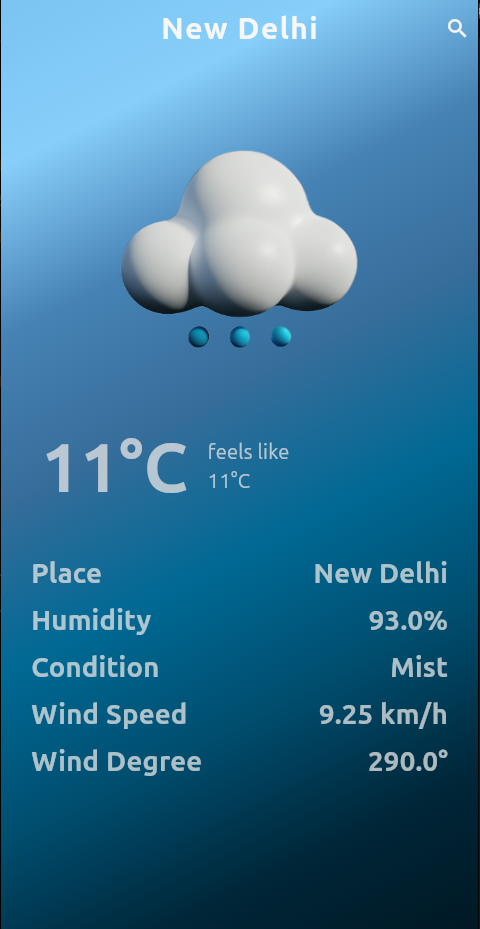 New Delhi
11°C
feels like
11°C
Place New Delhi
Humidity 93.0%
Condition Mist
Wind Speed 9.25 km/h
Wind Degree 290.0°